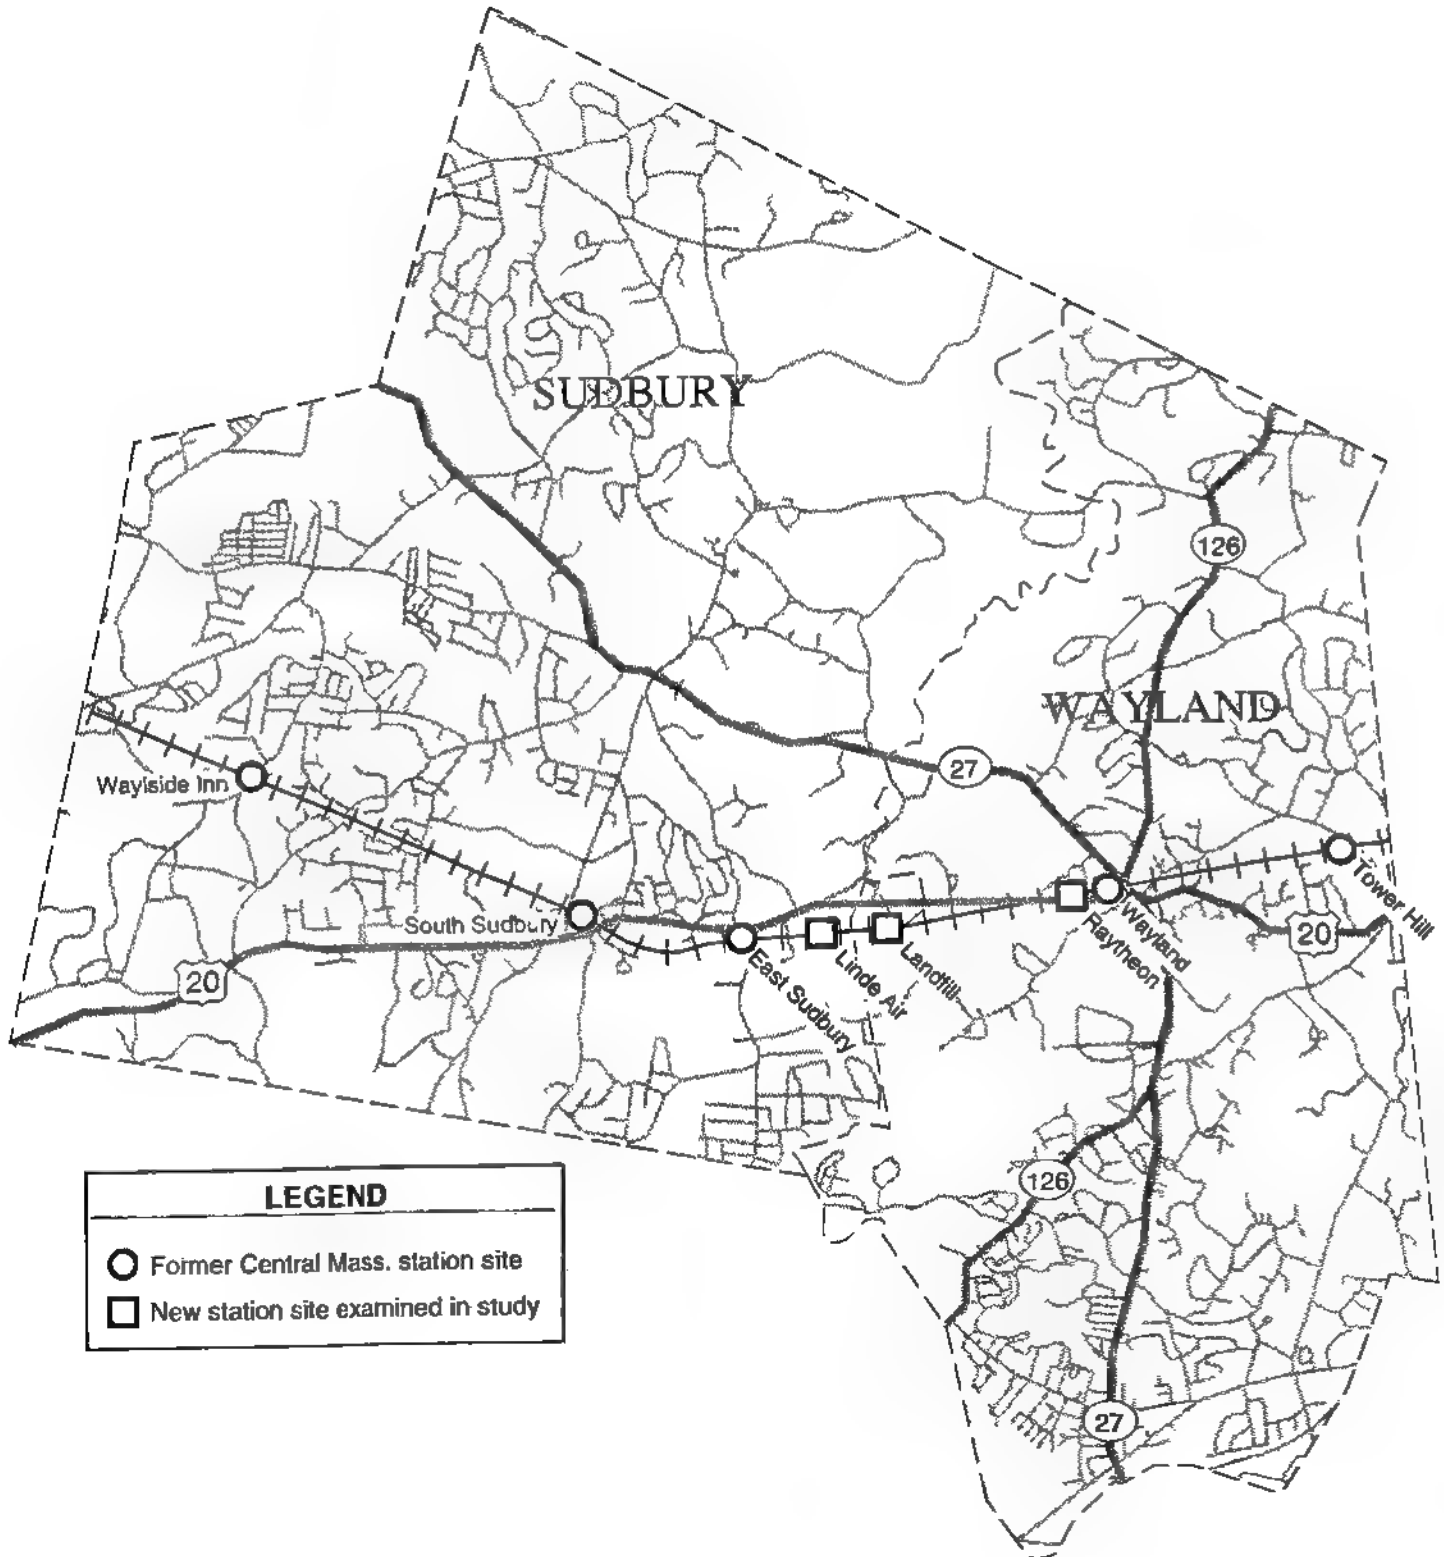 SUDBURY
126
WAYLAND
27
Wayside Inn
Tower Hill
South Sudbury
Wayland
20
20
Raytheon
Landfill
Linde Air
East Sudbury
126
LEGEND
Former Central Mass. station site
New station site examined in study
27